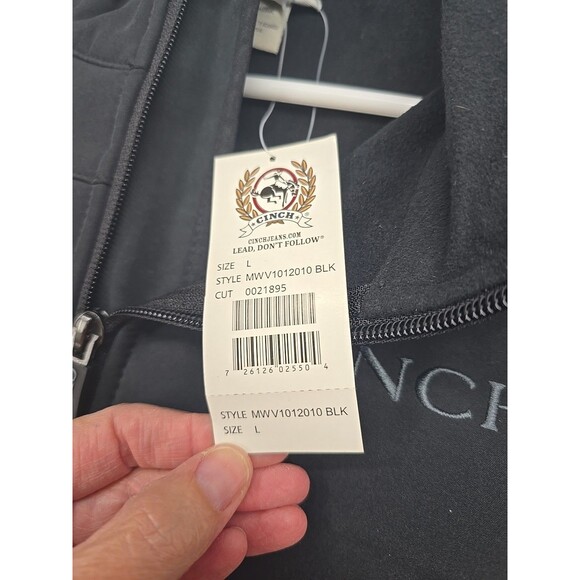 CINCH
CINCHJEANS.COM
LEAD, DON'T FOLLOW®
SIZE L
STYLE MWV1012010 BLK
CUT 0021895
7 26126 02550 4
STYLE MWV1012010 BLK
SIZE L
NCH